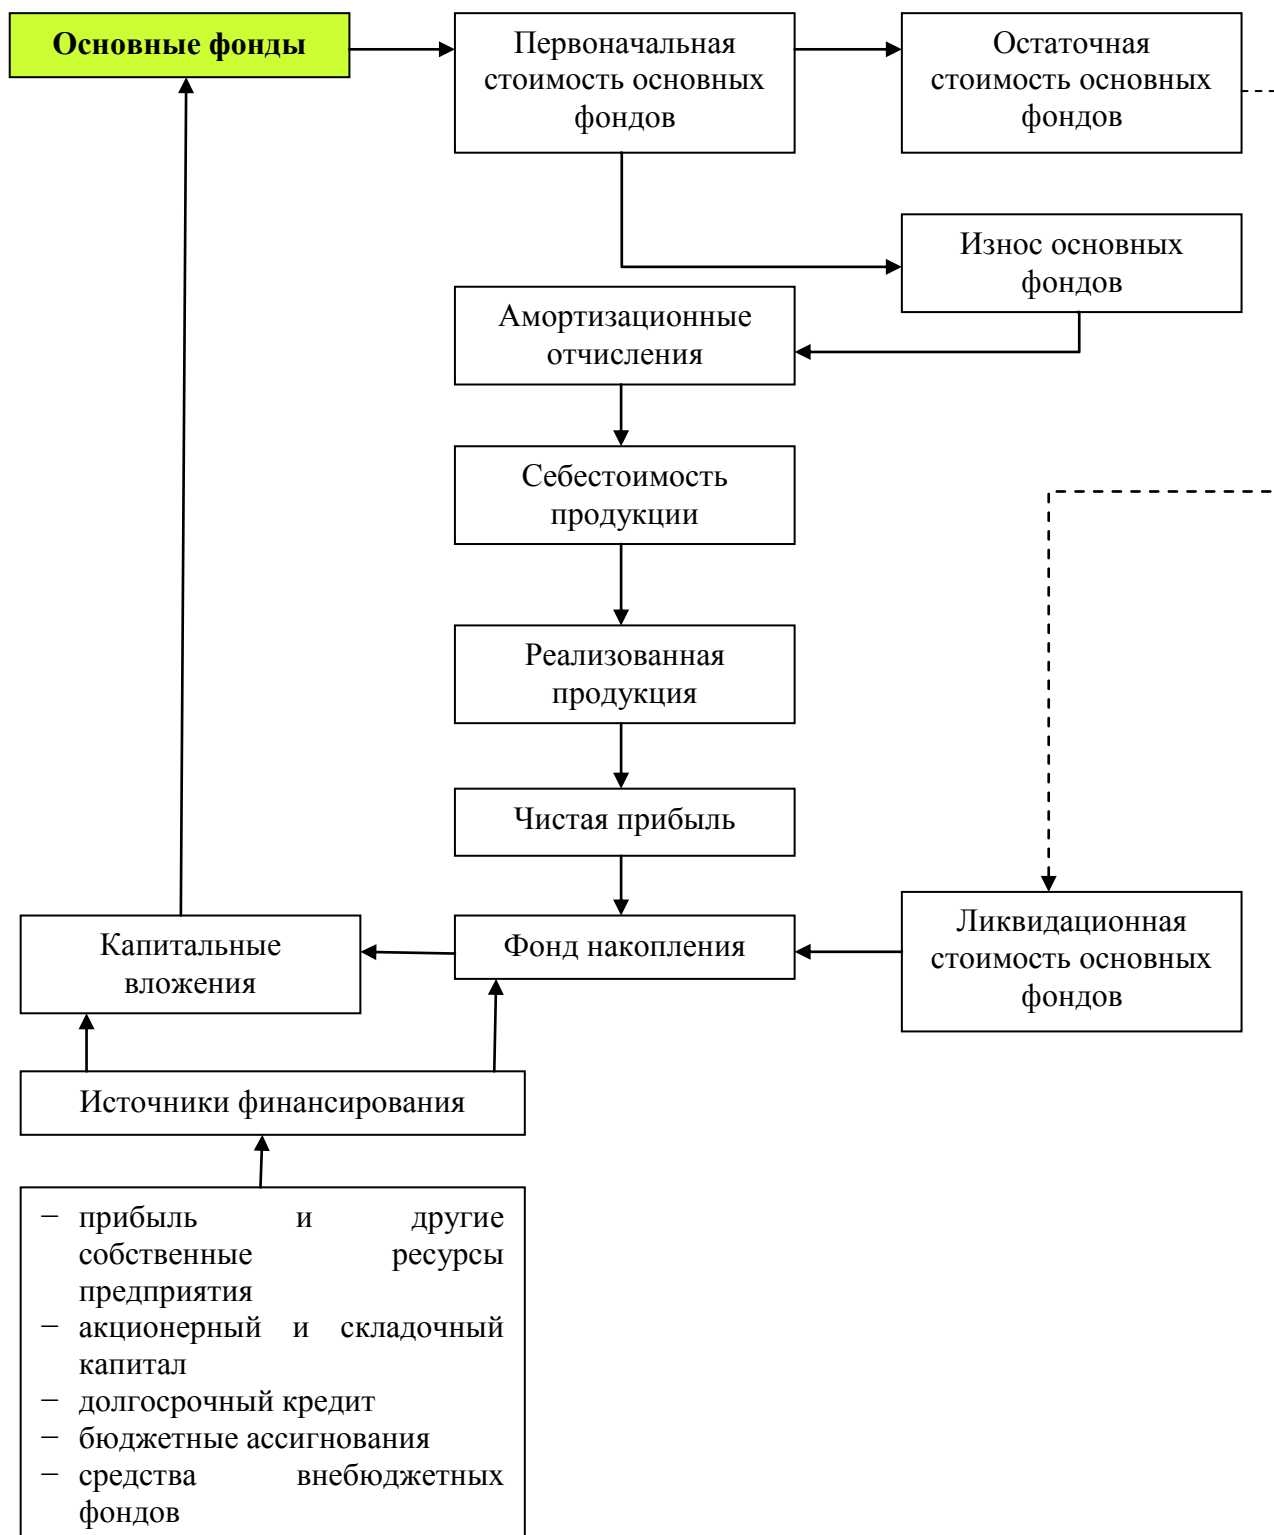 Основные фонды
Первоначальная
стоимость основных
фондов
Остаточная
стоимость основных
фондов
Износ основных
фондов
Амортизационные
отчисления
Себестоимость
продукции
Реализованная
продукция
Чистая прибыль
Капитальные
вложения
Фонд накопления
Ликвидационная
стоимость основных
фондов
Источники финансирования
− прибыль и другие
собственные ресурсы
предприятия
− акционерный и складочный
капитал
− долгосрочный кредит
− бюджетные ассигнования
− средства внебюджетных
фондов